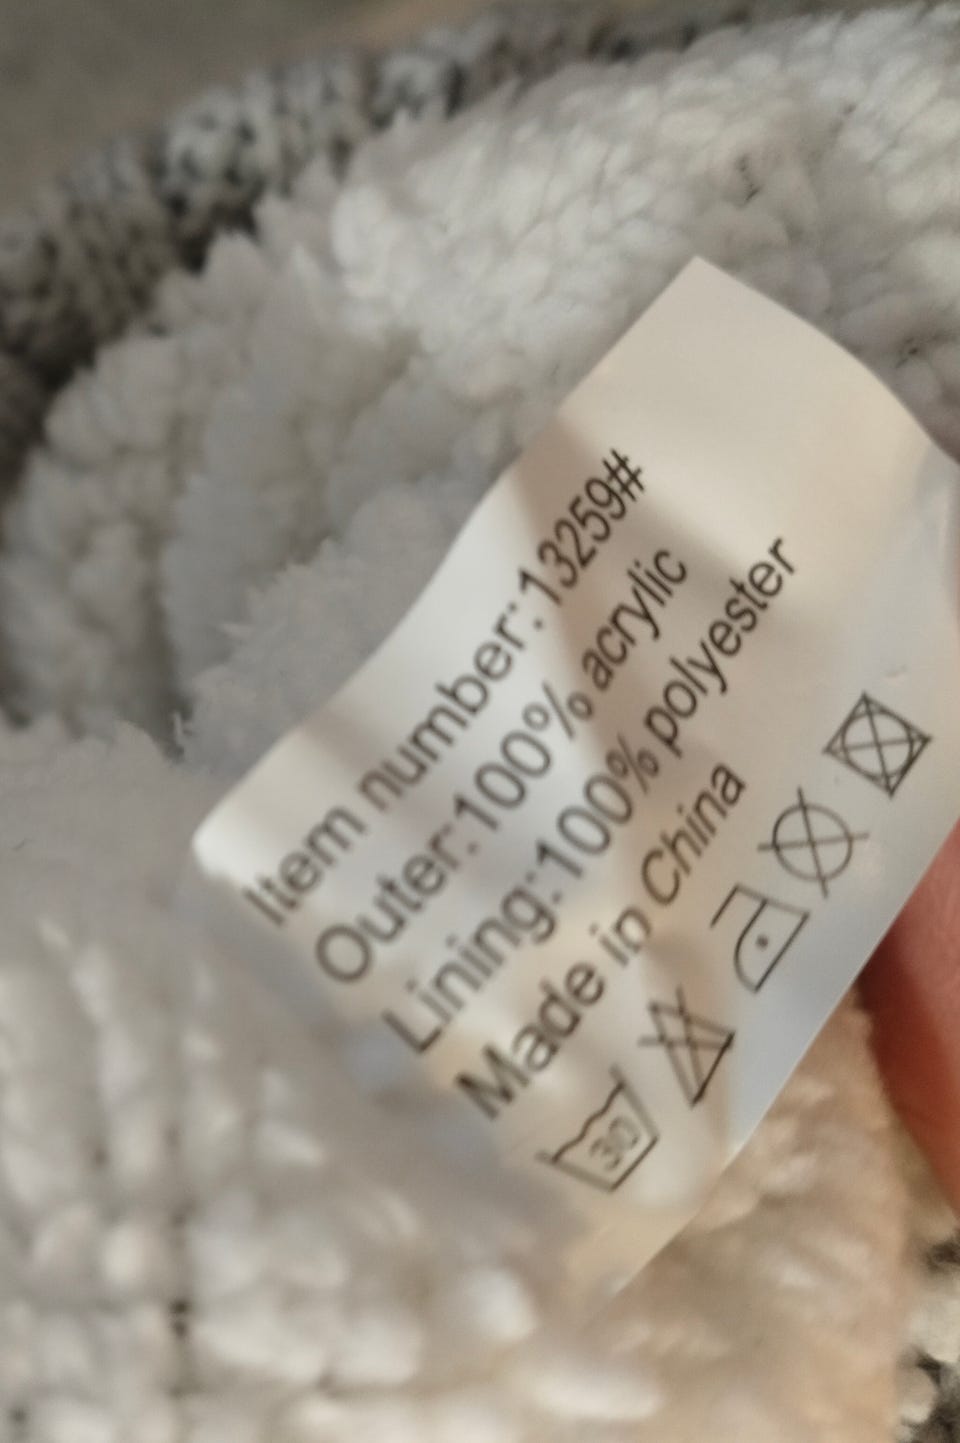 Item number:13259#
Outer:100% acrylic
Lining:100% polyester
Made in China
30